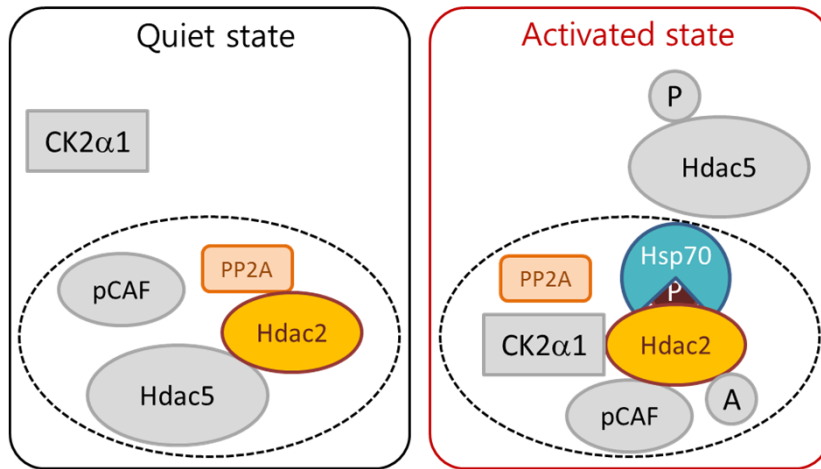 Quiet state
CK2α1
PP2A
pCAF
Hdac2
Hdac5
Activated state
P
Hdac5
Hsp70
PP2A
P
CK2α1
Hdac2
A
pCAF